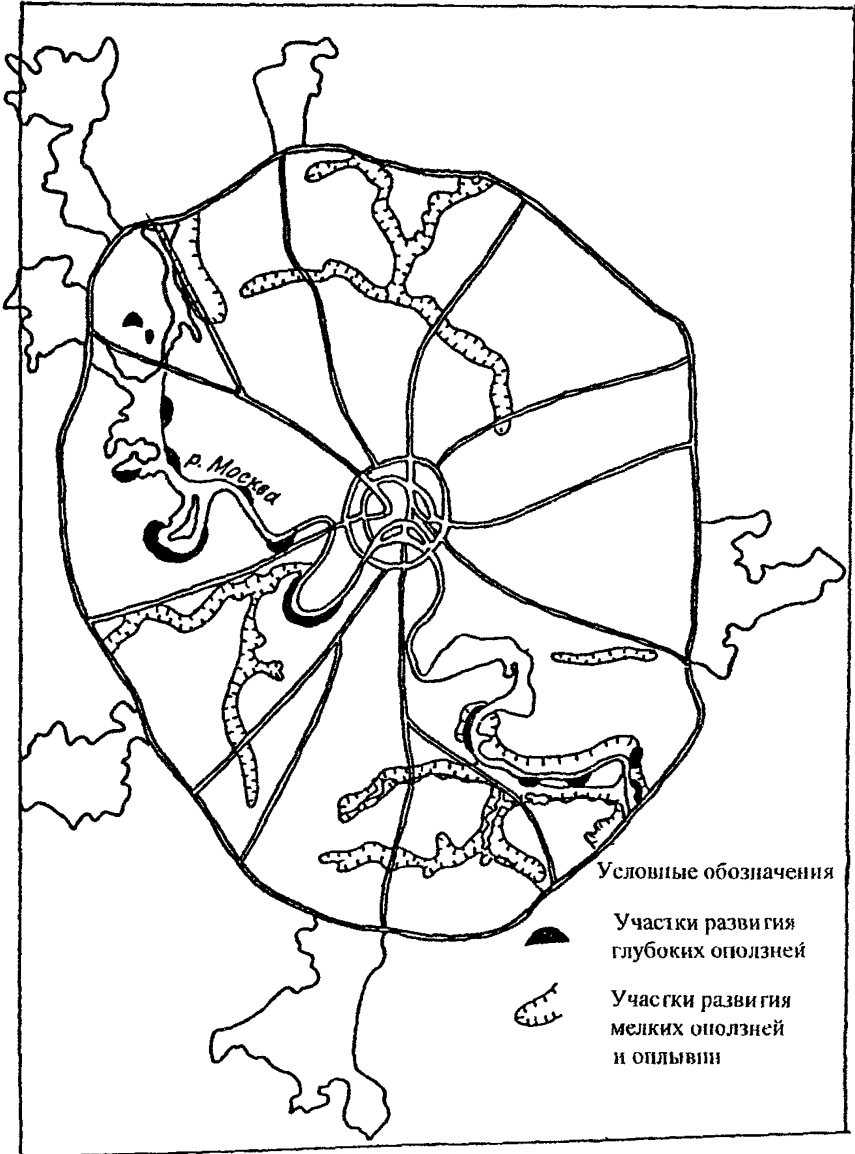 р. Москва
Условные обозначения
Участки развития
глубоких оползней
Участки развития
мелких оползней
и оплывин